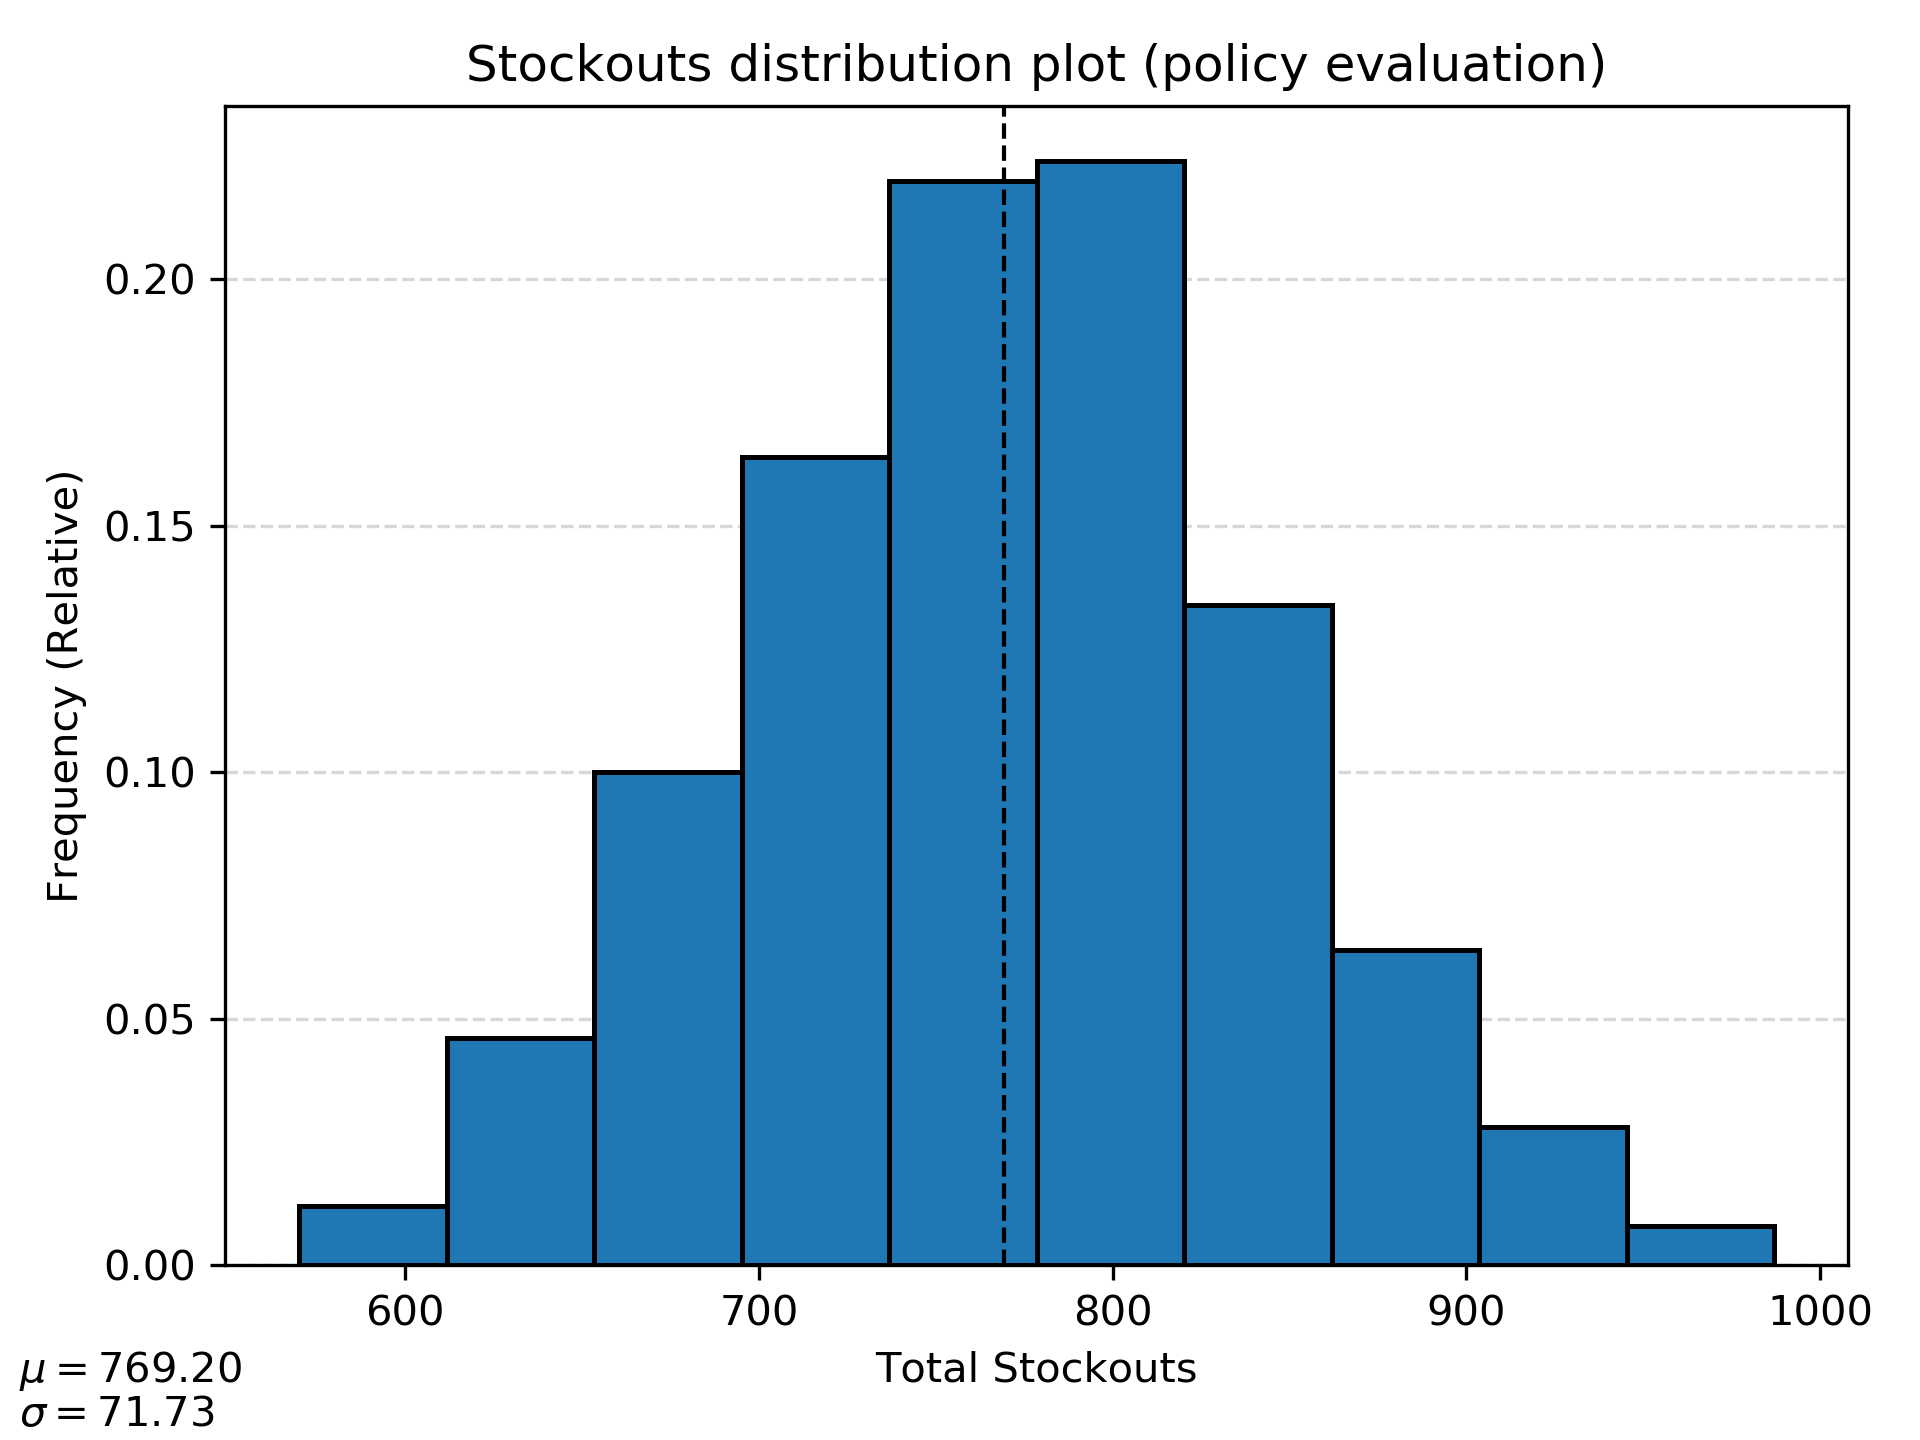 Stockouts distribution plot (policy evaluation)
Frequency (Relative)
0.20
0.15
0.10
0.05
0.00
600 700 800 900 1000
Total Stockouts
μ = 769.20
σ = 71.73